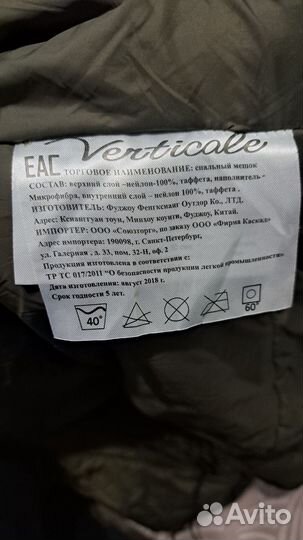 EAC Verticale
ТОРГОВОЕ НАИМЕНОВАНИЕ: спальный мешок
СОСТАВ: верхний слой –нейлон-100%, таффета, наполнитель -
Микрофибра, внутренний слой – нейлон 100%, таффета .
ИЗГОТОВИТЕЛЬ: Фуджоу Фенгксианг Оутдор Ко., ЛТД.
Адрес: Ксеаитуан тоун, Минхоу коунти, Фуджоу, Китай.
ИМПОРТЕР: ООО «Союзторг», по заказу ООО «Фирма Каскад»
Адрес импортера: 190098, г. Санкт-Петербург,
ул. Галерная , д. 33, пом. 32-Н, оф. 2
Продукция изготовлена в соответствии с:
ТР ТС 017/2011 "О безопасности продукции легкой промышленности»
Дата изготовления: август 2018 г.
Срок годности 5 лет.
40°
60°
Avito